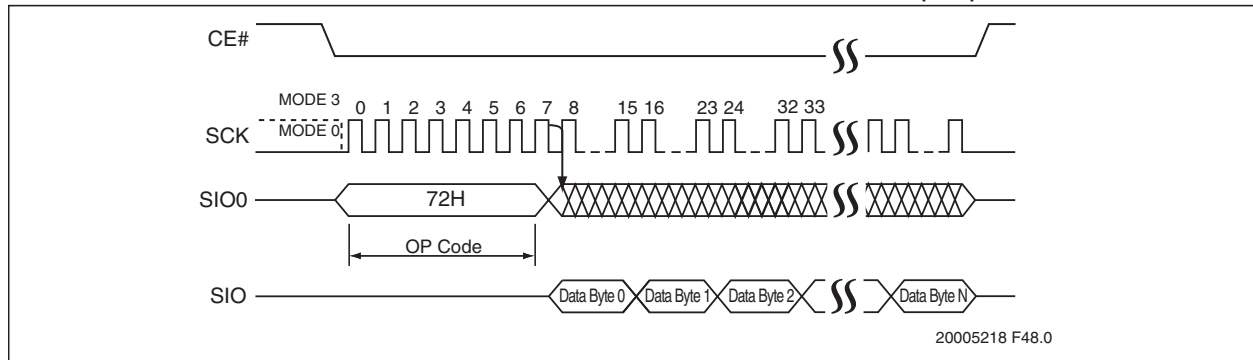 CE#
MODE 3
0 1 2 3 4 5 6 7 8 15 16 23 24 32 33
SCK
MODE 0
SIO0
72H
OP Code
SIO
Data Byte 0
Data Byte 1
Data Byte 2
Data Byte N
20005218 F48.0